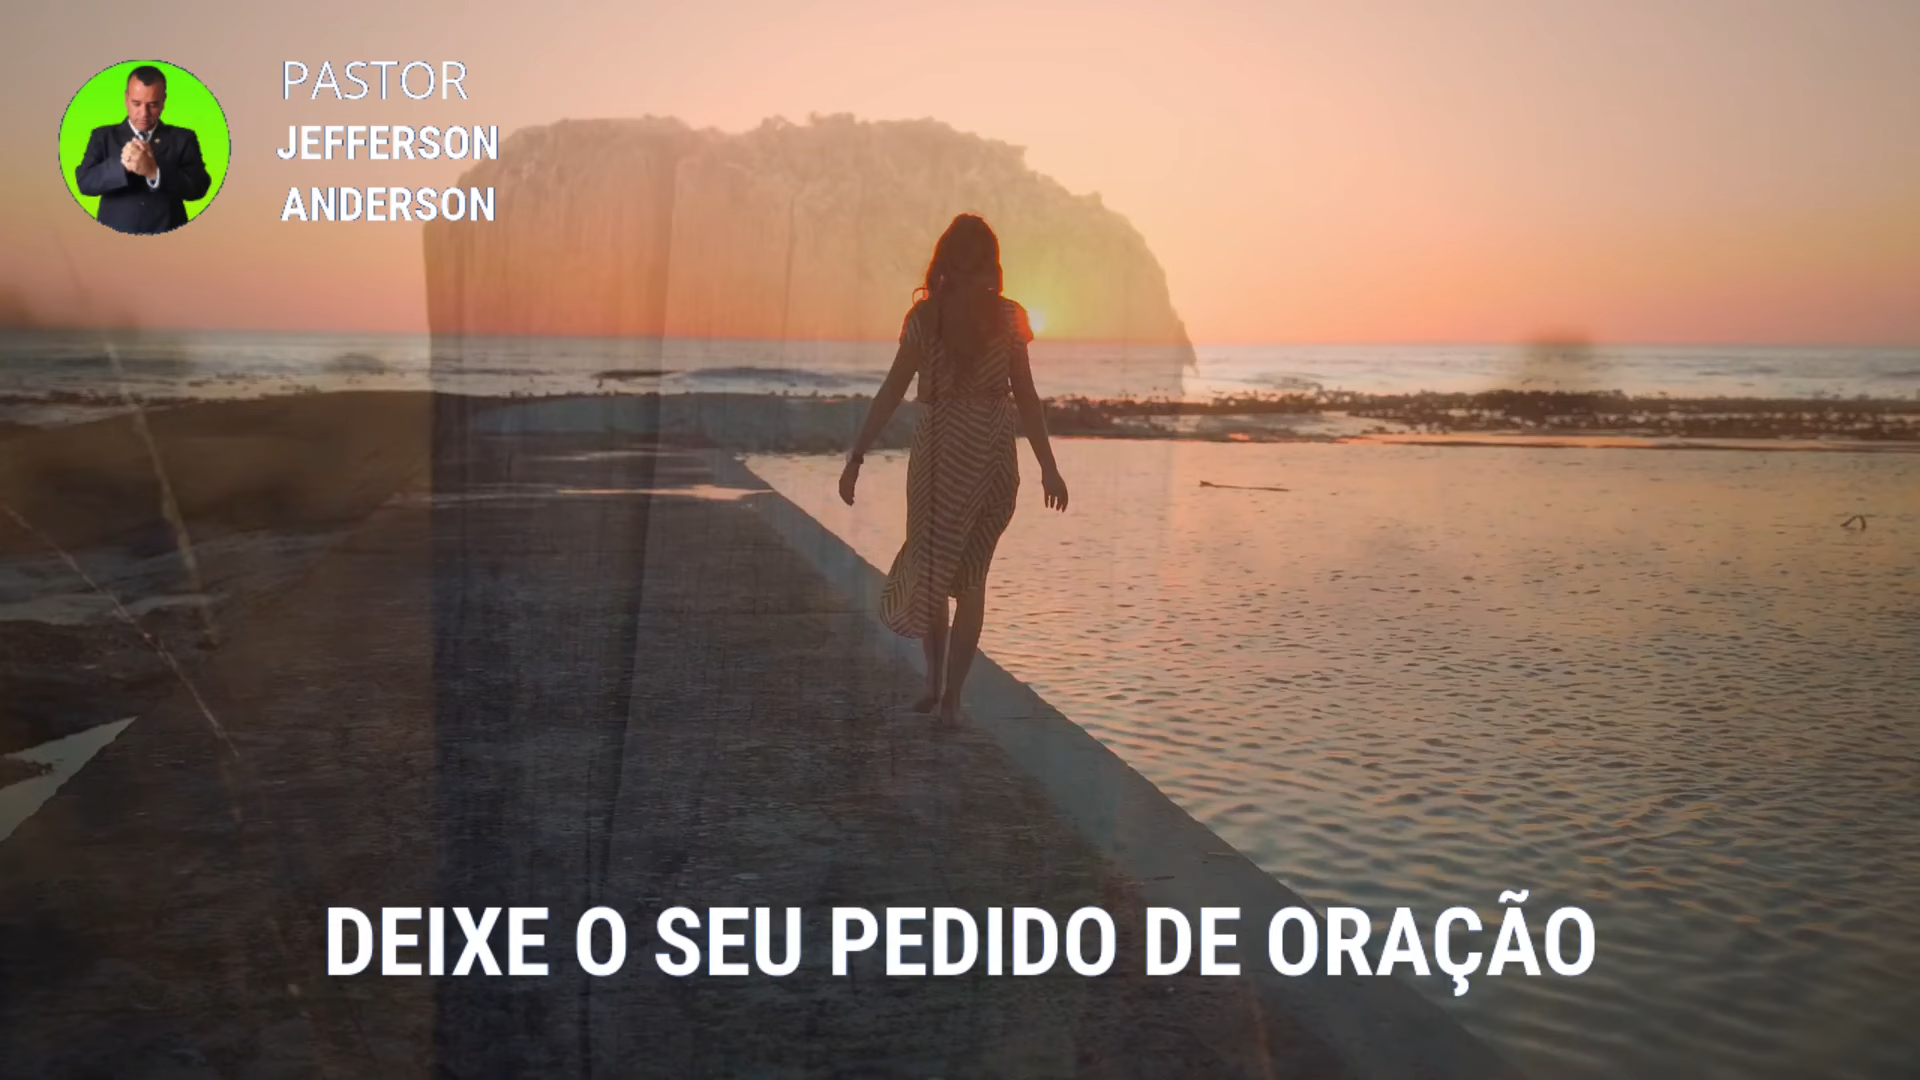 PASTOR
JEFFERSON
ANDERSON
DEIXE O SEU PEDIDO DE ORAÇÃO